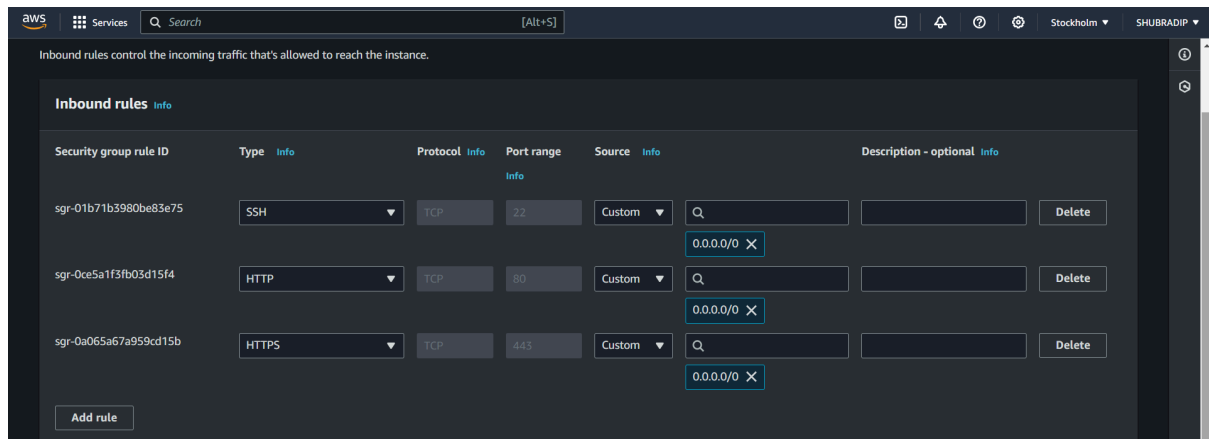 aws Services Search [Alt+S] Stockholm SHUBRADIP
Inbound rules control the incoming traffic that's allowed to reach the instance.
Inbound rules Info
Security group rule ID Type Info Protocol Info Port range Info Source Info Description - optional Info
sgr-01b71b3980be83e75 SSH TCP 22 Custom Delete
0.0.0.0/0
sgr-0ce5a1f3fb03d15f4 HTTP TCP 80 Custom Delete
0.0.0.0/0
sgr-0a065a67a959cd15b HTTPS TCP 443 Custom Delete
0.0.0.0/0
Add rule